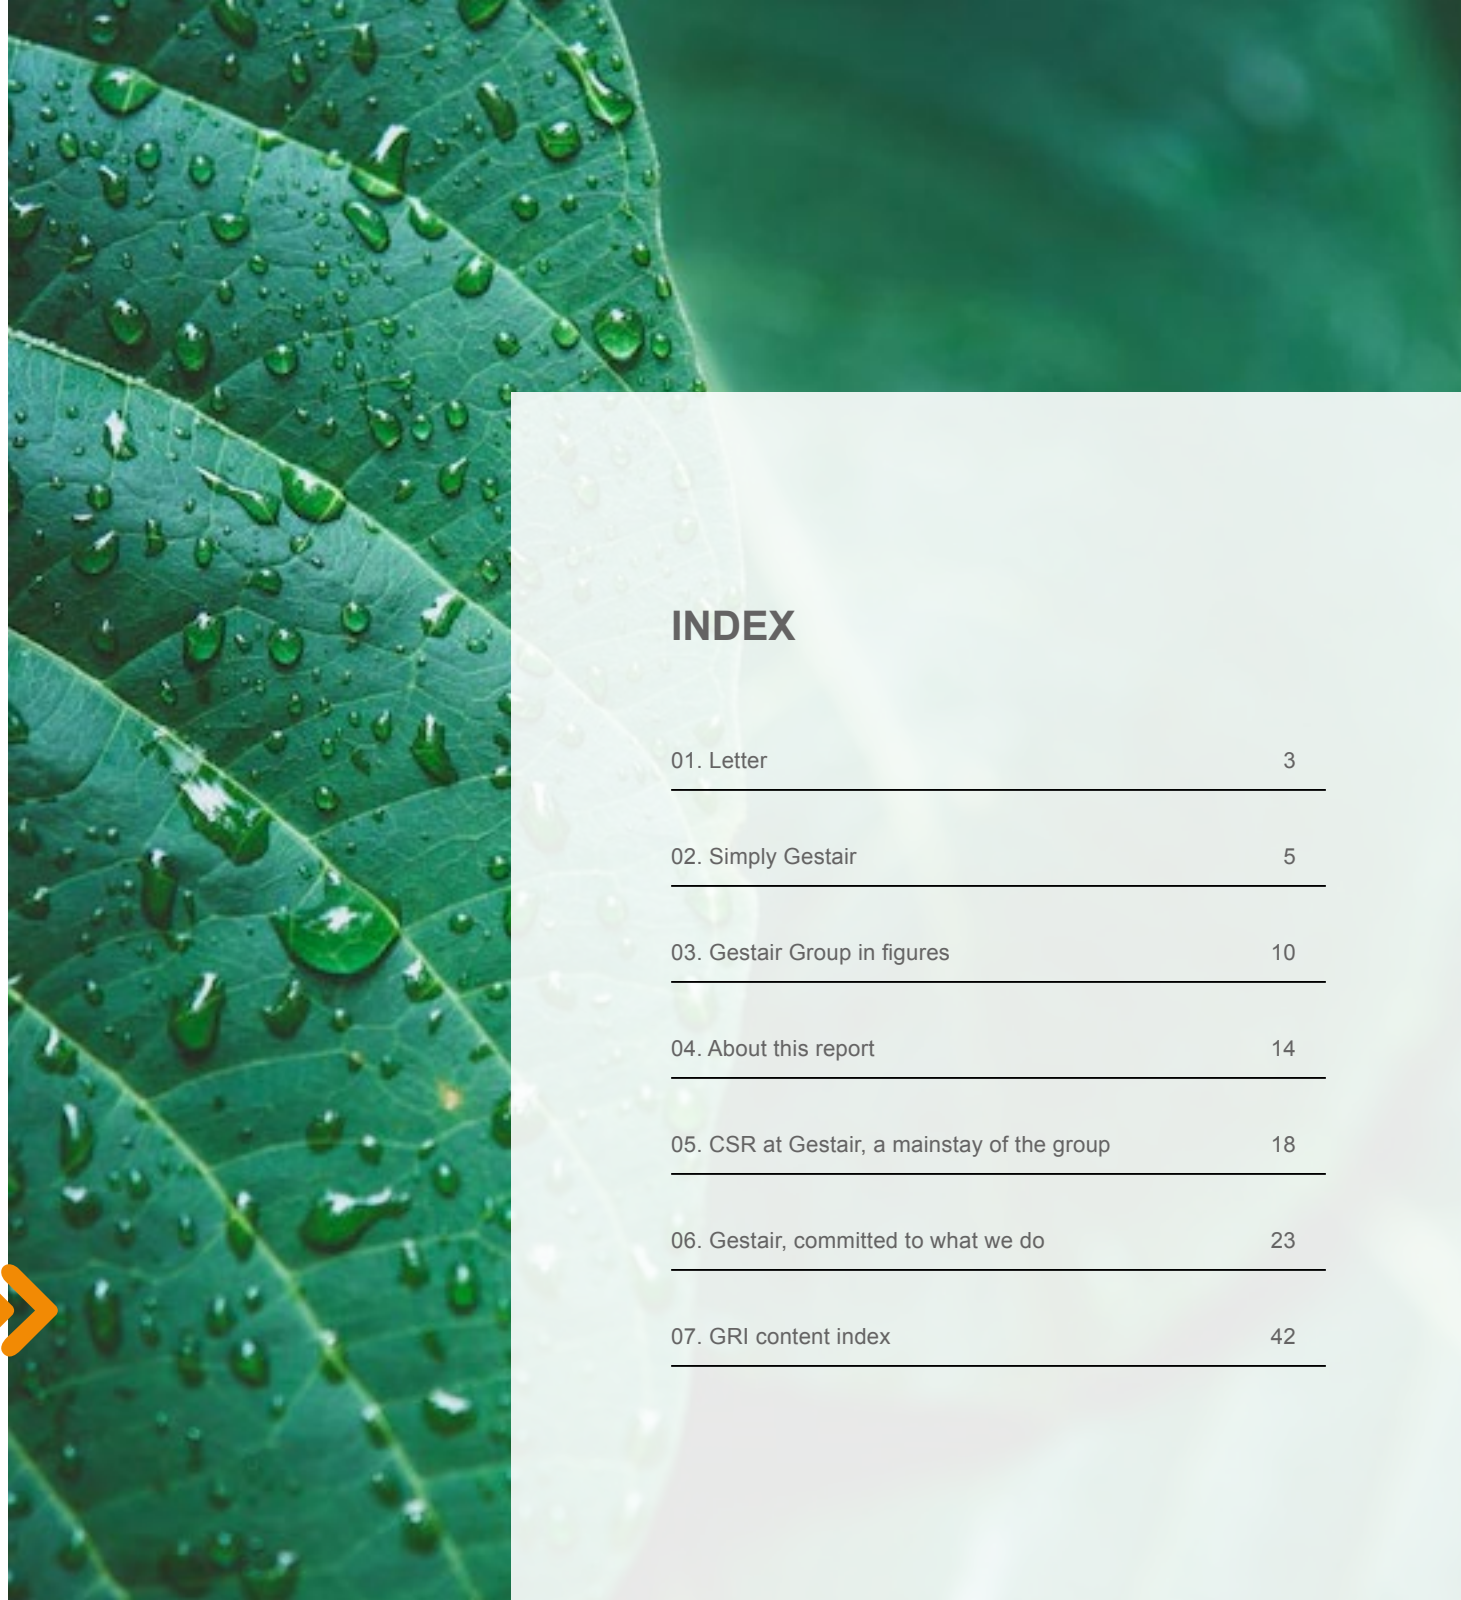 INDEX
01. Letter 3
02. Simply Gestair 5
03. Gestair Group in figures 10
04. About this report 14
05. CSR at Gestair, a mainstay of the group 18
06. Gestair, committed to what we do 23
07. GRI content index 42